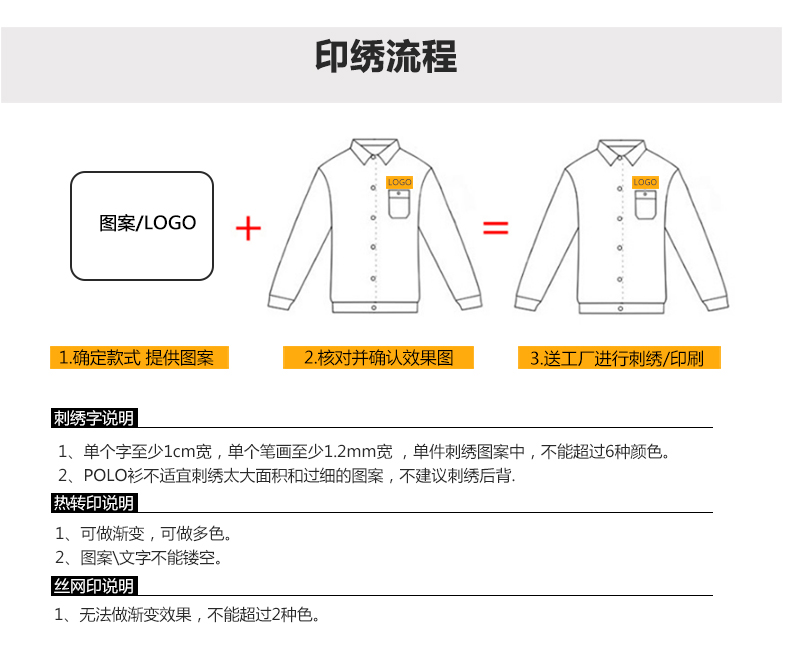 印绣流程
图案/LOGO
LOGO
LOGO
1.确定款式 提供图案
2.核对并确认效果图
3.送工厂进行刺绣/印刷
刺绣字说明
1、单个字至少1cm宽，单个笔画至少1.2mm宽 ，单件刺绣图案中，不能超过6种颜色。
2、POLO衫不适宜刺绣太大面积和过细的图案，不建议刺绣后背.
热转印说明
1、可做渐变，可做多色。
2、图案\文字不能镂空。
丝网印说明
1、无法做渐变效果，不能超过2种色。